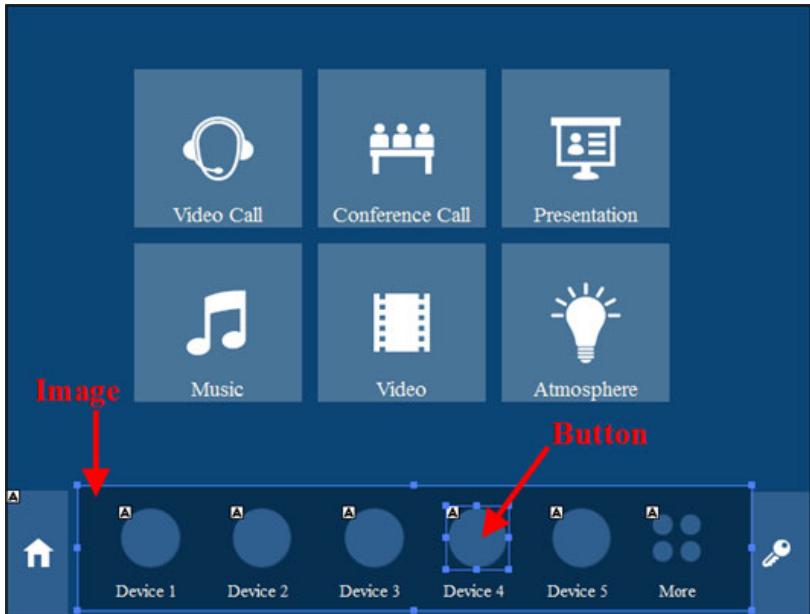 Video Call
Conference Call
Presentation
Music
Video
Atmosphere
Image
Button
A
A
A
A
A
A
A
Device 1
Device 2
Device 3
Device 4
Device 5
More